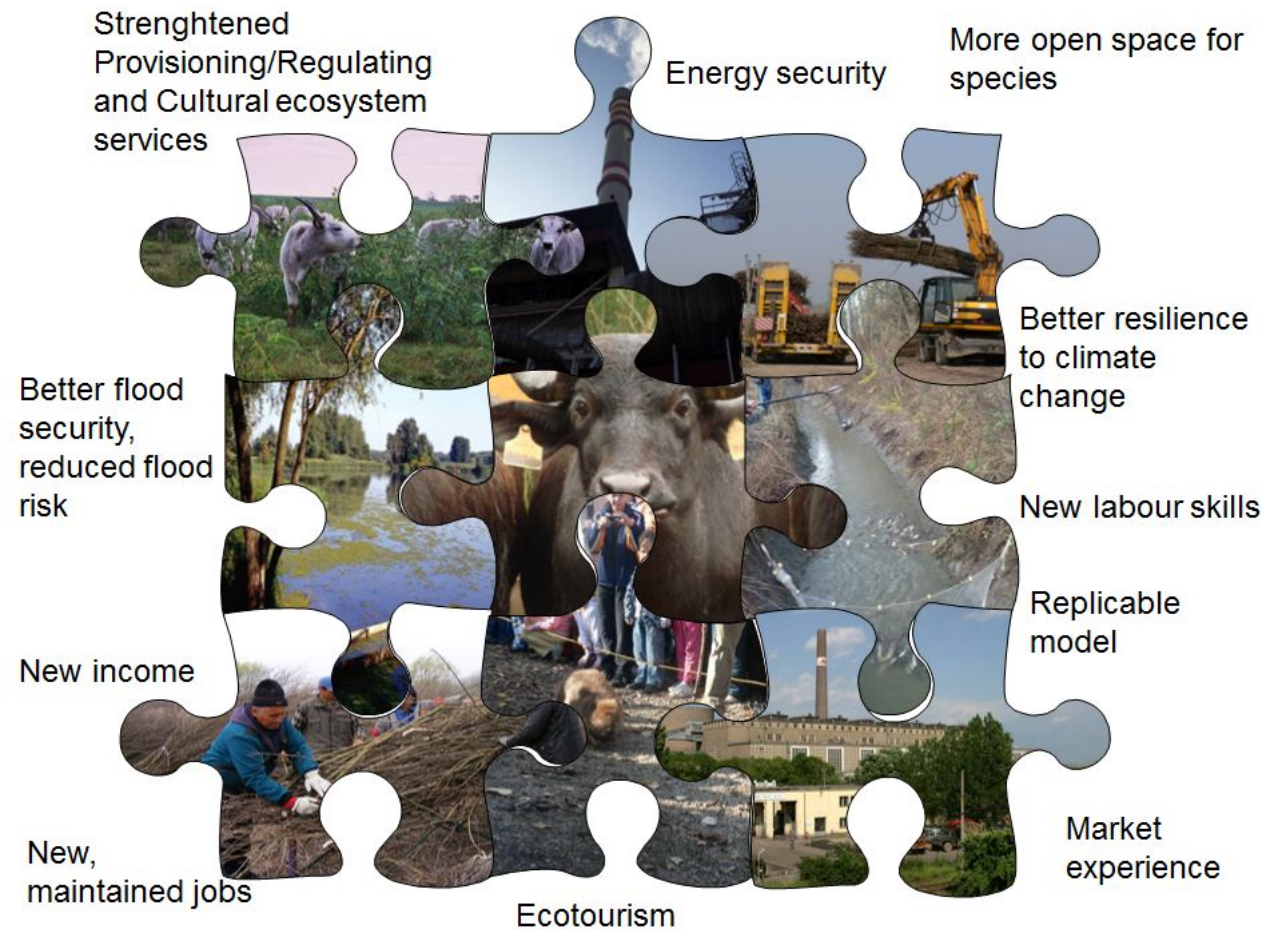 Strenghtened
Provisioning/Regulating
and Cultural ecosystem
services
Energy security
More open space for
species
Better resilience
to climate
change
Better flood
security,
reduced flood
risk
New labour skills
Replicable
model
New income
New,
maintained jobs
Ecotourism
Market
experience